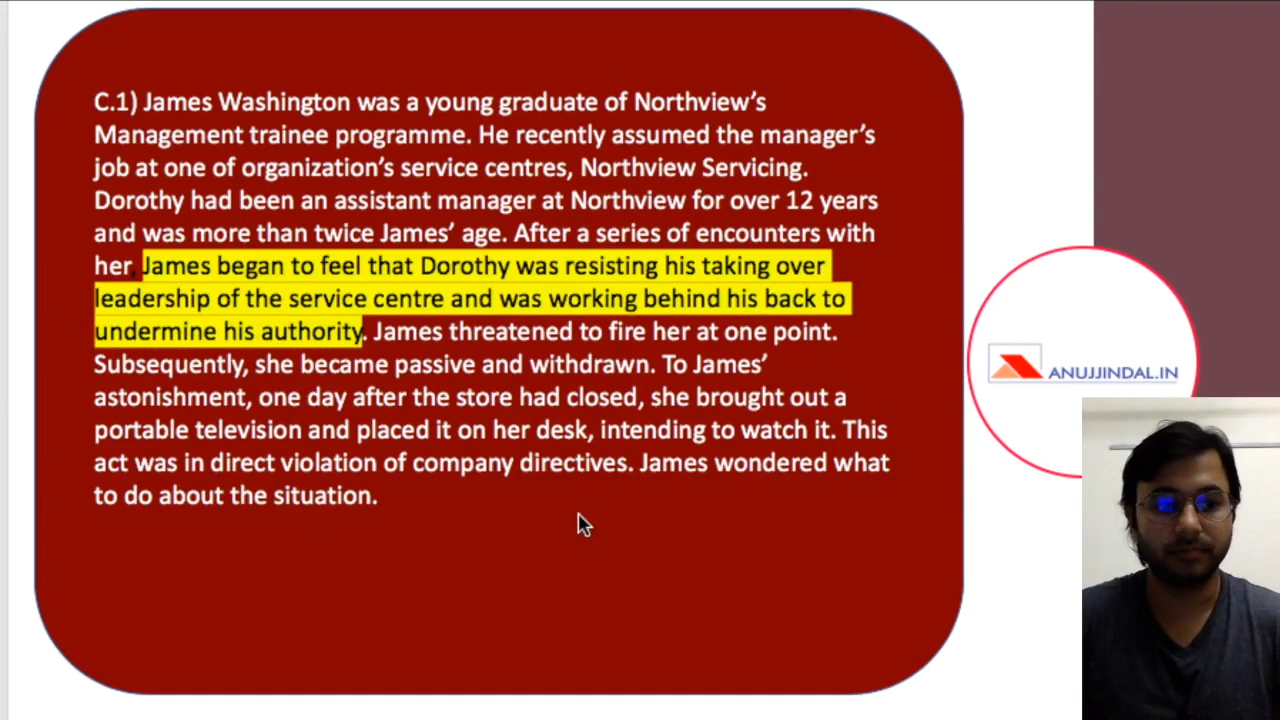 C.1) James Washington was a young graduate of Northview’s
Management trainee programme. He recently assumed the manager’s
job at one of organization’s service centres, Northview Servicing.
Dorothy had been an assistant manager at Northview for over 12 years
and was more than twice James’ age. After a series of encounters with
her, James began to feel that Dorothy was resisting his taking over
leadership of the service centre and was working behind his back to
undermine his authority. James threatened to fire her at one point.
Subsequently, she became passive and withdrawn. To James’
astonishment, one day after the store had closed, she brought out a
portable television and placed it on her desk, intending to watch it. This
act was in direct violation of company directives. James wondered what
to do about the situation.
ANUJJINDAL.IN